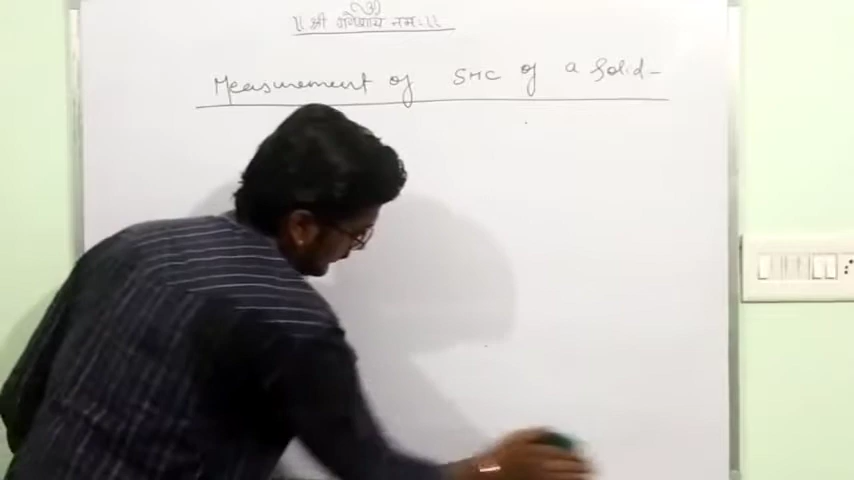 ॐ
॥ श्री गणेशाय नमः॥
Measurement of SHC of a Solid-